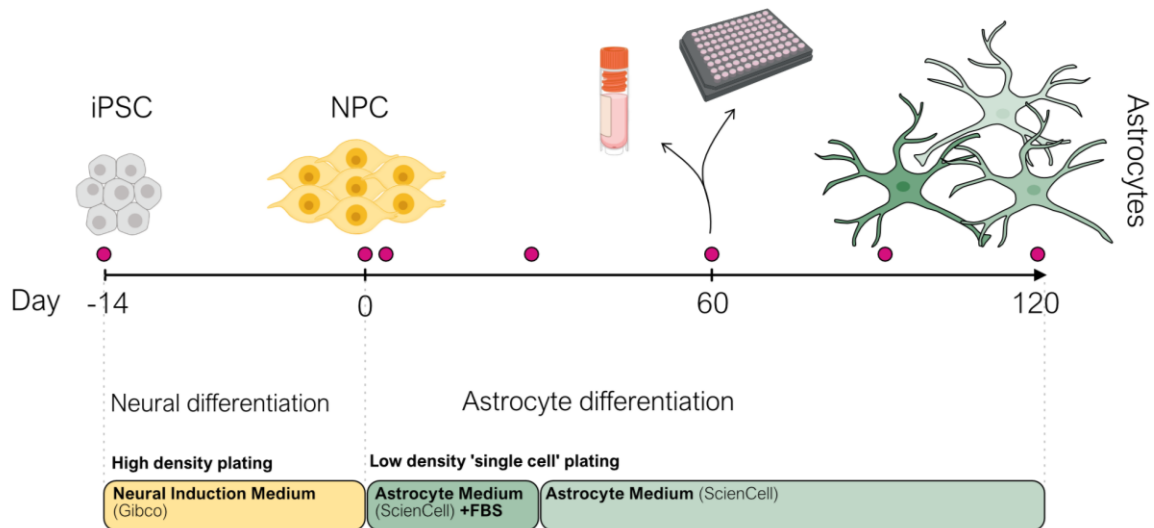 iPSC
NPC
Astrocytes
Day
-14
0
60
120
Neural differentiation
Astrocyte differentiation
High density plating
Low density 'single cell' plating
Neural Induction Medium
(Gibco)
Astrocyte Medium
(ScienCell) +FBS
Astrocyte Medium (ScienCell)